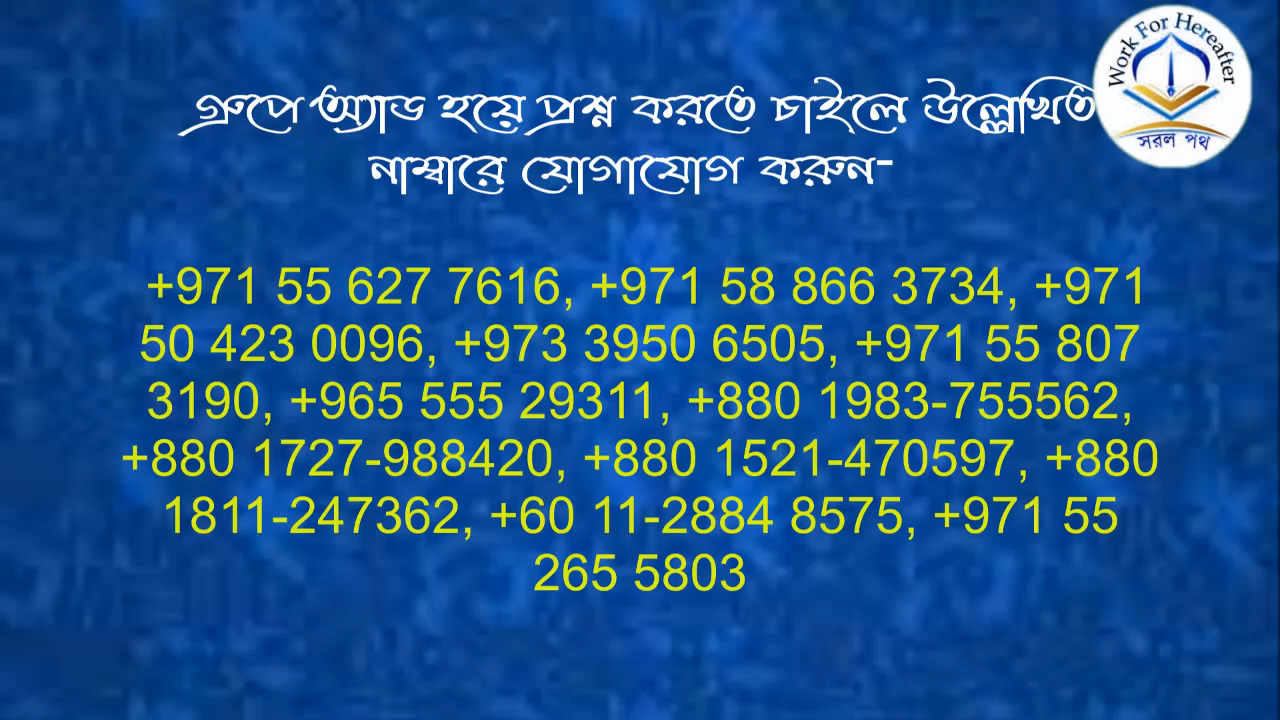 Work For Hereafter
সরল পথ
গ্রুপে অ্যাড হয়ে প্রশ্ন করতে চাইলে উল্লেখিত
নাম্বারে যোগাযোগ করুন-
+971 55 627 7616, +971 58 866 3734, +971
50 423 0096, +973 3950 6505, +971 55 807
3190, +965 555 29311, +880 1983-755562,
+880 1727-988420, +880 1521-470597, +880
1811-247362, +60 11-2884 8575, +971 55
265 5803